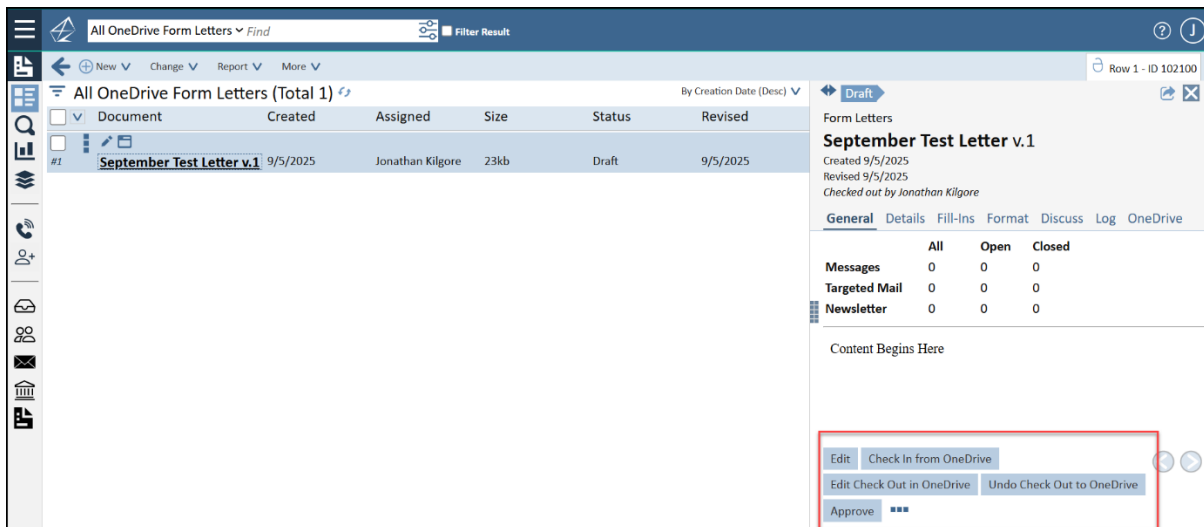 All OneDrive Form Letters Find Filter Result ? J
New Change Report More Row 1 - ID 102100
All OneDrive Form Letters (Total 1) By Creation Date (Desc)
Document Created Assigned Size Status Revised
#1 September Test Letter v.1 9/5/2025 Jonathan Kilgore 23kb Draft 9/5/2025
Draft
Form Letters
September Test Letter v.1
Created 9/5/2025
Revised 9/5/2025
Checked out by Jonathan Kilgore
General Details Fill-Ins Format Discuss Log OneDrive
All Open Closed
Messages 0 0 0
Targeted Mail 0 0 0
Newsletter 0 0 0
Content Begins Here
Edit Check In from OneDrive
Edit Check Out in OneDrive Undo Check Out to OneDrive
Approve